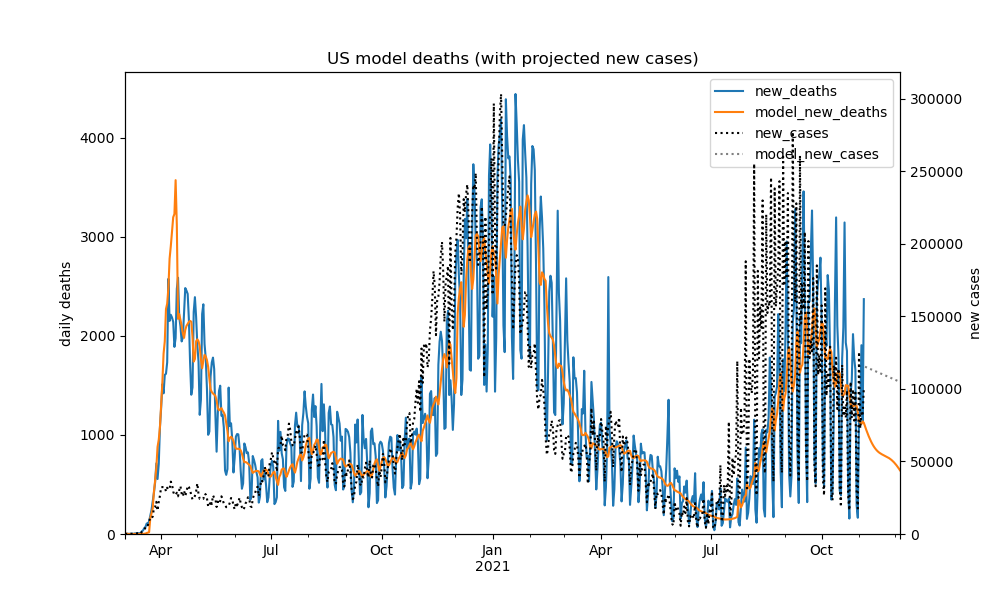 US model deaths (with projected new cases)
new_deaths
model_new_deaths
new_cases
model_new_cases
daily deaths
4000
3000
2000
1000
0
300000
250000
200000
150000
100000
50000
0
new cases
Apr
Jul
Oct
Jan
2021
Apr
Jul
Oct